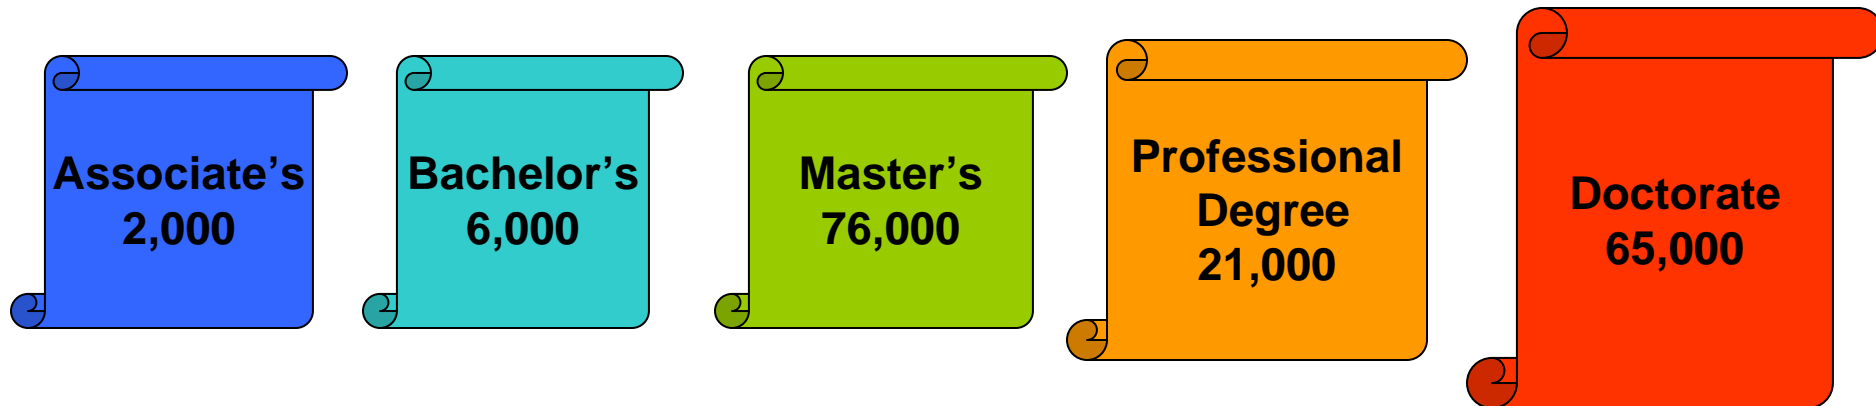 Associate’s
2,000
Bachelor’s
6,000
Master’s
76,000
Professional
Degree
21,000
Doctorate
65,000